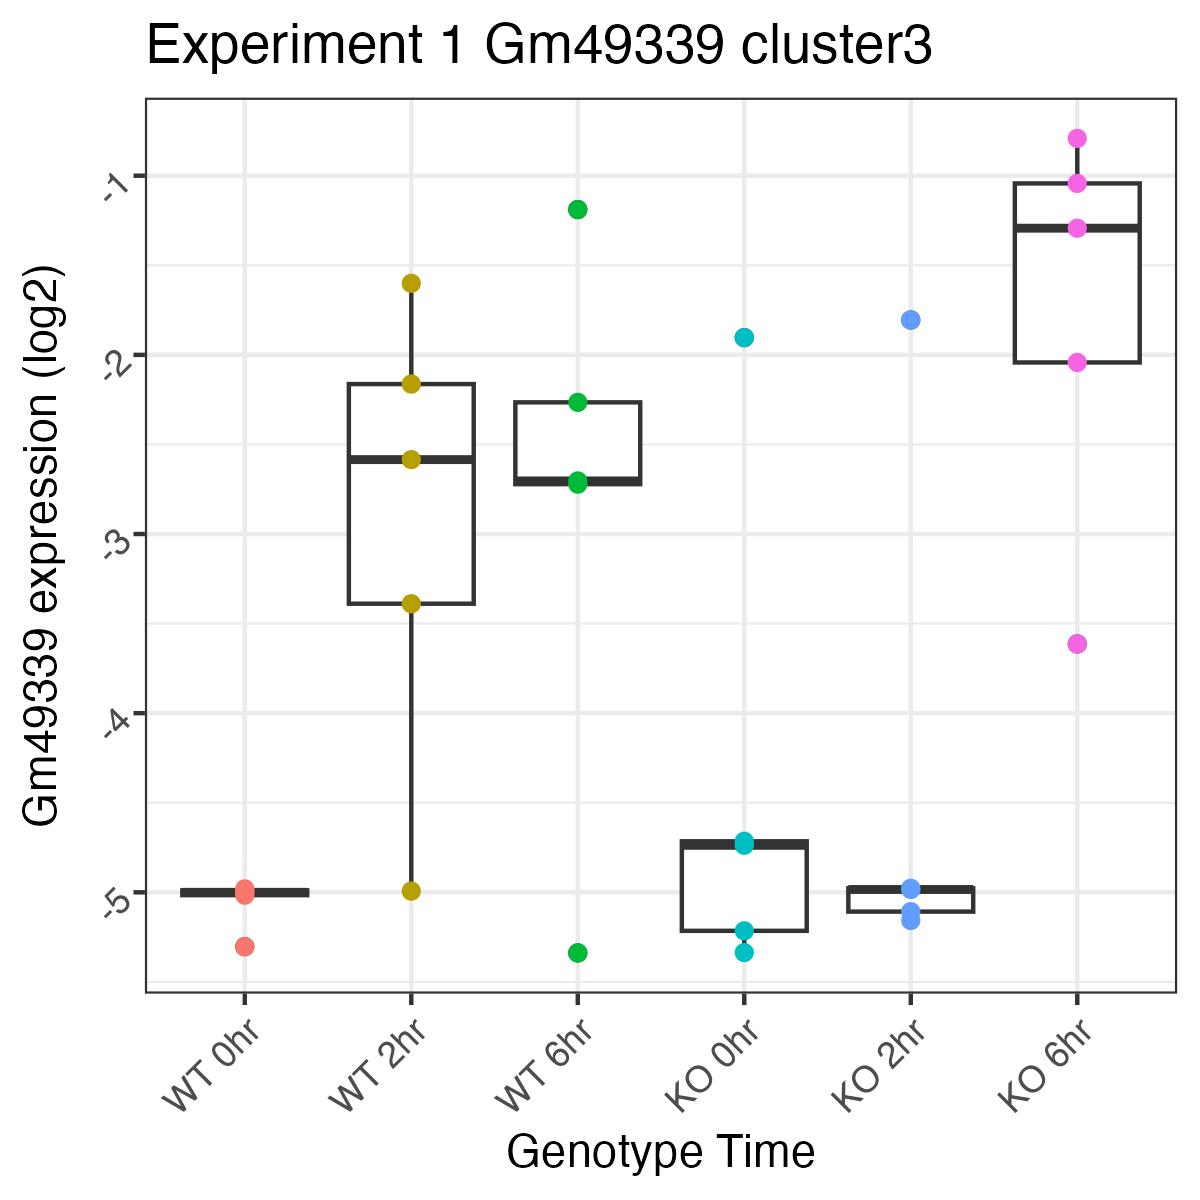 Experiment 1 Gm49339 cluster3
Gm49339 expression (log2)
-1
-2
-3
-4
-5
WT 0hr
WT 2hr
WT 6hr
KO 0hr
KO 2hr
KO 6hr
Genotype Time